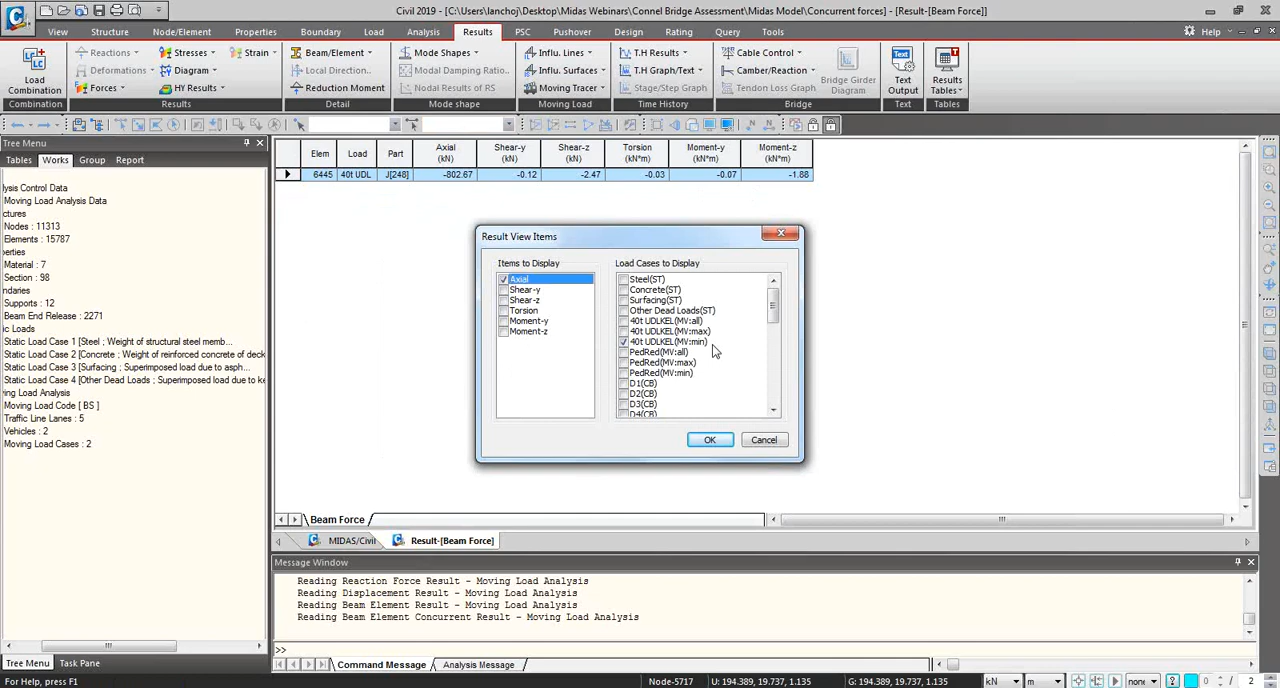 Civil 2019 - [C:\Users\lanchoj\Desktop\Midas Webinars\Connel Bridge Assessment\Midas Model\Concurrent forces] - [Result-[Beam Force]]
View Structure Node/Element Properties Boundary Load Analysis Results PSC Pushover Design Rating Query Tools Help
Reactions Stresses Strain Beam/Element Mode Shapes Influ. Lines T.H Results Cable Control
Deformations Diagram Local Direction.. Modal Damping Ratio.. Influ. Surfaces T.H Graph/Text Camber/Reaction
Load Combination
Forces HY Results Reduction Moment Nodal Results of RS Moving Tracer Stage/Step Graph Tendon Loss Graph
Bridge Girder Diagram
Text Output
Results Tables
Combination Results Detail Mode shape Moving Load Time History Bridge Text Tables
Tree Menu
Tables Works Group Report
lysis Control Data
Moving Load Analysis Data
ctures
Nodes : 11313
Elements : 15787
perties
Material : 7
Section : 98
undaries
Supports : 12
Beam End Release : 2271
tic Loads
Static Load Case 1 [Steel ; Weight of structural steel memb...
Static Load Case 2 [Concrete ; Weight of reinforced concrete of deck
Static Load Case 3 [Surfacing ; Superimposed load due to asph...
Static Load Case 4 [Other Dead Loads ; Superimposed load due to
ving Load Analysis
Moving Load Code [ BS ]
Traffic Line Lanes : 5
Vehicles : 2
Moving Load Cases : 2
Tree Menu Task Pane
Elem Load Part Axial (kN) Shear-y (kN) Shear-z (kN) Torsion (kN*m) Moment-y (kN*m) Moment-z (kN*m)
6445 40t UDL J[248] -802.67 -0.12 -2.47 -0.03 -0.07 -1.88
Result View Items
Items to Display
Axial
Shear-y
Shear-z
Torsion
Moment-y
Moment-z
Load Cases to Display
Steel(ST)
Concrete(ST)
Surfacing(ST)
Other Dead Loads(ST)
40t UDLKEL(MV:all)
40t UDLKEL(MV:max)
40t UDLKEL(MV:min)
PedRed(MV:all)
PedRed(MV:max)
PedRed(MV:min)
D1(CB)
D2(CB)
D3(CB)
D4(CB)
OK Cancel
Beam Force
MIDAS/Civil Result-[Beam Force]
Message Window
Reading Reaction Force Result - Moving Load Analysis
Reading Displacement Result - Moving Load Analysis
Reading Beam Element Result - Moving Load Analysis
Reading Beam Element Concurrent Result - Moving Load Analysis
>>
Command Message Analysis Message
For Help, press F1 Node-5717 U: 194.389, 19.737, 1.135 G: 194.389, 19.737, 1.135 kN m none 0 / 2